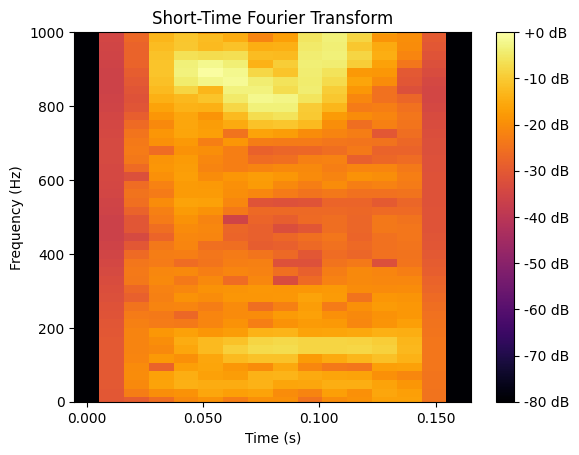 Short-Time Fourier Transform
1000
800
600
400
200
0
Frequency (Hz)
0.000
0.050
0.100
0.150
Time (s)
+0 dB
-10 dB
-20 dB
-30 dB
-40 dB
-50 dB
-60 dB
-70 dB
-80 dB